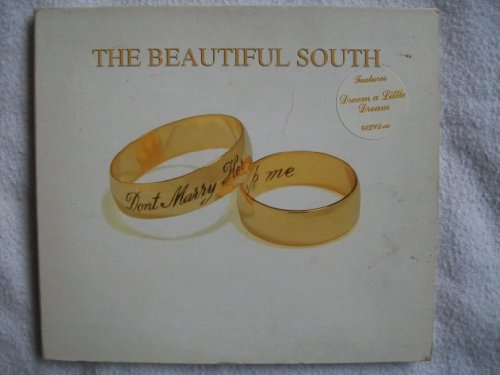 THE BEAUTIFUL SOUTH
Features
Dream a Little
Dream
Dont Marry Her
k me